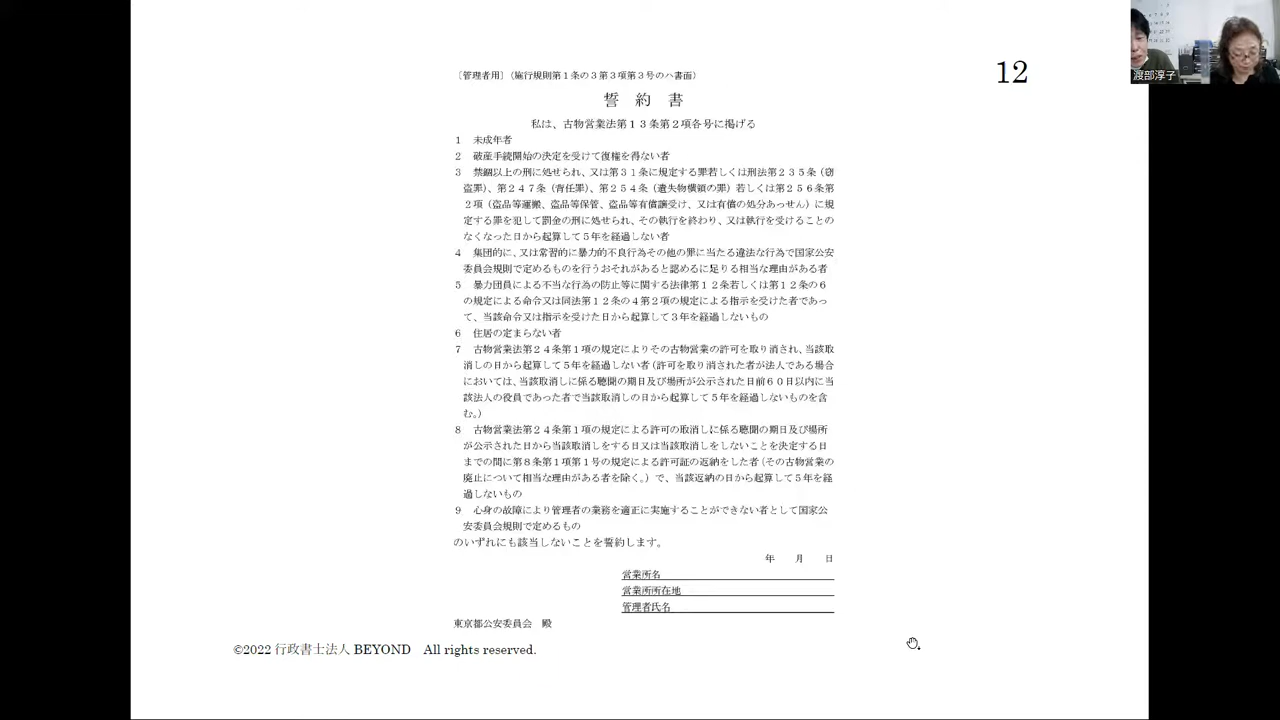 12
渡部淳子
〔管理者用〕（施行規則第１条の３第３項第３号のハ書面）
誓　約　書
私は、古物営業法第１３条第２項各号に掲げる
１　未成年者
２　破産手続開始の決定を受けて復権を得ない者
３　禁錮以上の刑に処せられ、又は第３１条に規定する罪若しくは刑法第２３５条（窃
盗罪）、第２４７条（背任罪）、第２５４条（遺失物横領の罪）若しくは第２５６条第
２項（盗品等運搬、盗品等保管、盗品等有償譲受け、又は有償の処分あっせん）に規
定する罪を犯して罰金の刑に処せられ、その執行を終わり、又は執行を受けることの
なくなった日から起算して５年を経過しない者
４　集団的に、又は常習的に暴力的不良行為その他の罪に当たる違法な行為で国家公安
委員会規則で定めるものを行うおそれがあると認めるに足りる相当な理由がある者
５　暴力団員による不当な行為の防止等に関する法律第１２条若しくは第１２条の６
の規定による命令又は同法第１２条の４第２項の規定による指示を受けた者であっ
て、当該命令又は指示を受けた日から起算して３年を経過しないもの
６　住居の定まらない者
７　古物営業法第２４条第１項の規定によりその古物営業の許可を取り消され、当該取
消しの日から起算して５年を経過しない者（許可を取り消された者が法人である場合
においては、当該取消しに係る聴聞の期日及び場所が公示された日前６０日以内に当
該法人の役員であった者で当該取消しの日から起算して５年を経過しないものを含
む。）
８　古物営業法第２４条第１項の規定による許可の取消しに係る聴聞の期日及び場所
が公示された日から当該取消しをする日又は当該取消しをしないことを決定する日
までの間に第８条第１項第１号の規定による許可証の返納をした者（その古物営業の
廃止について相当な理由がある者を除く。）で、当該返納の日から起算して５年を経
過しないもの
９　心身の故障により管理者の業務を適正に実施することができない者として国家公
安委員会規則で定めるもの
のいずれにも該当しないことを誓約します。
年　月　日
営業所名
営業所所在地
管理者氏名
東京都公安委員会　殿
©2022 行政書士法人 BEYOND　All rights reserved.